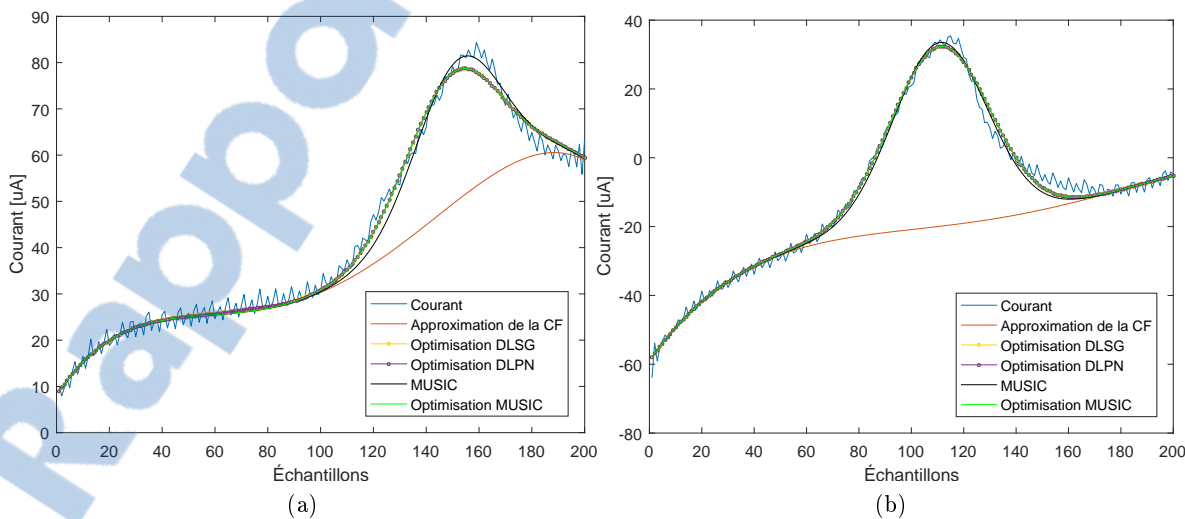 90
80
70
60
50
40
30
20
10
0
Courant [uA]
0 20 40 60 80 100 120 140 160 180 200
Échantillons
Courant
Approximation de la CF
Optimisation DLSG
Optimisation DLPN
MUSIC
Optimisation MUSIC
(a)
40
20
0
-20
-40
-60
-80
Courant [uA]
0 20 40 60 80 100 120 140 160 180 200
Échantillons
Courant
Approximation de la CF
Optimisation DLSG
Optimisation DLPN
MUSIC
Optimisation MUSIC
(b)
Rappo